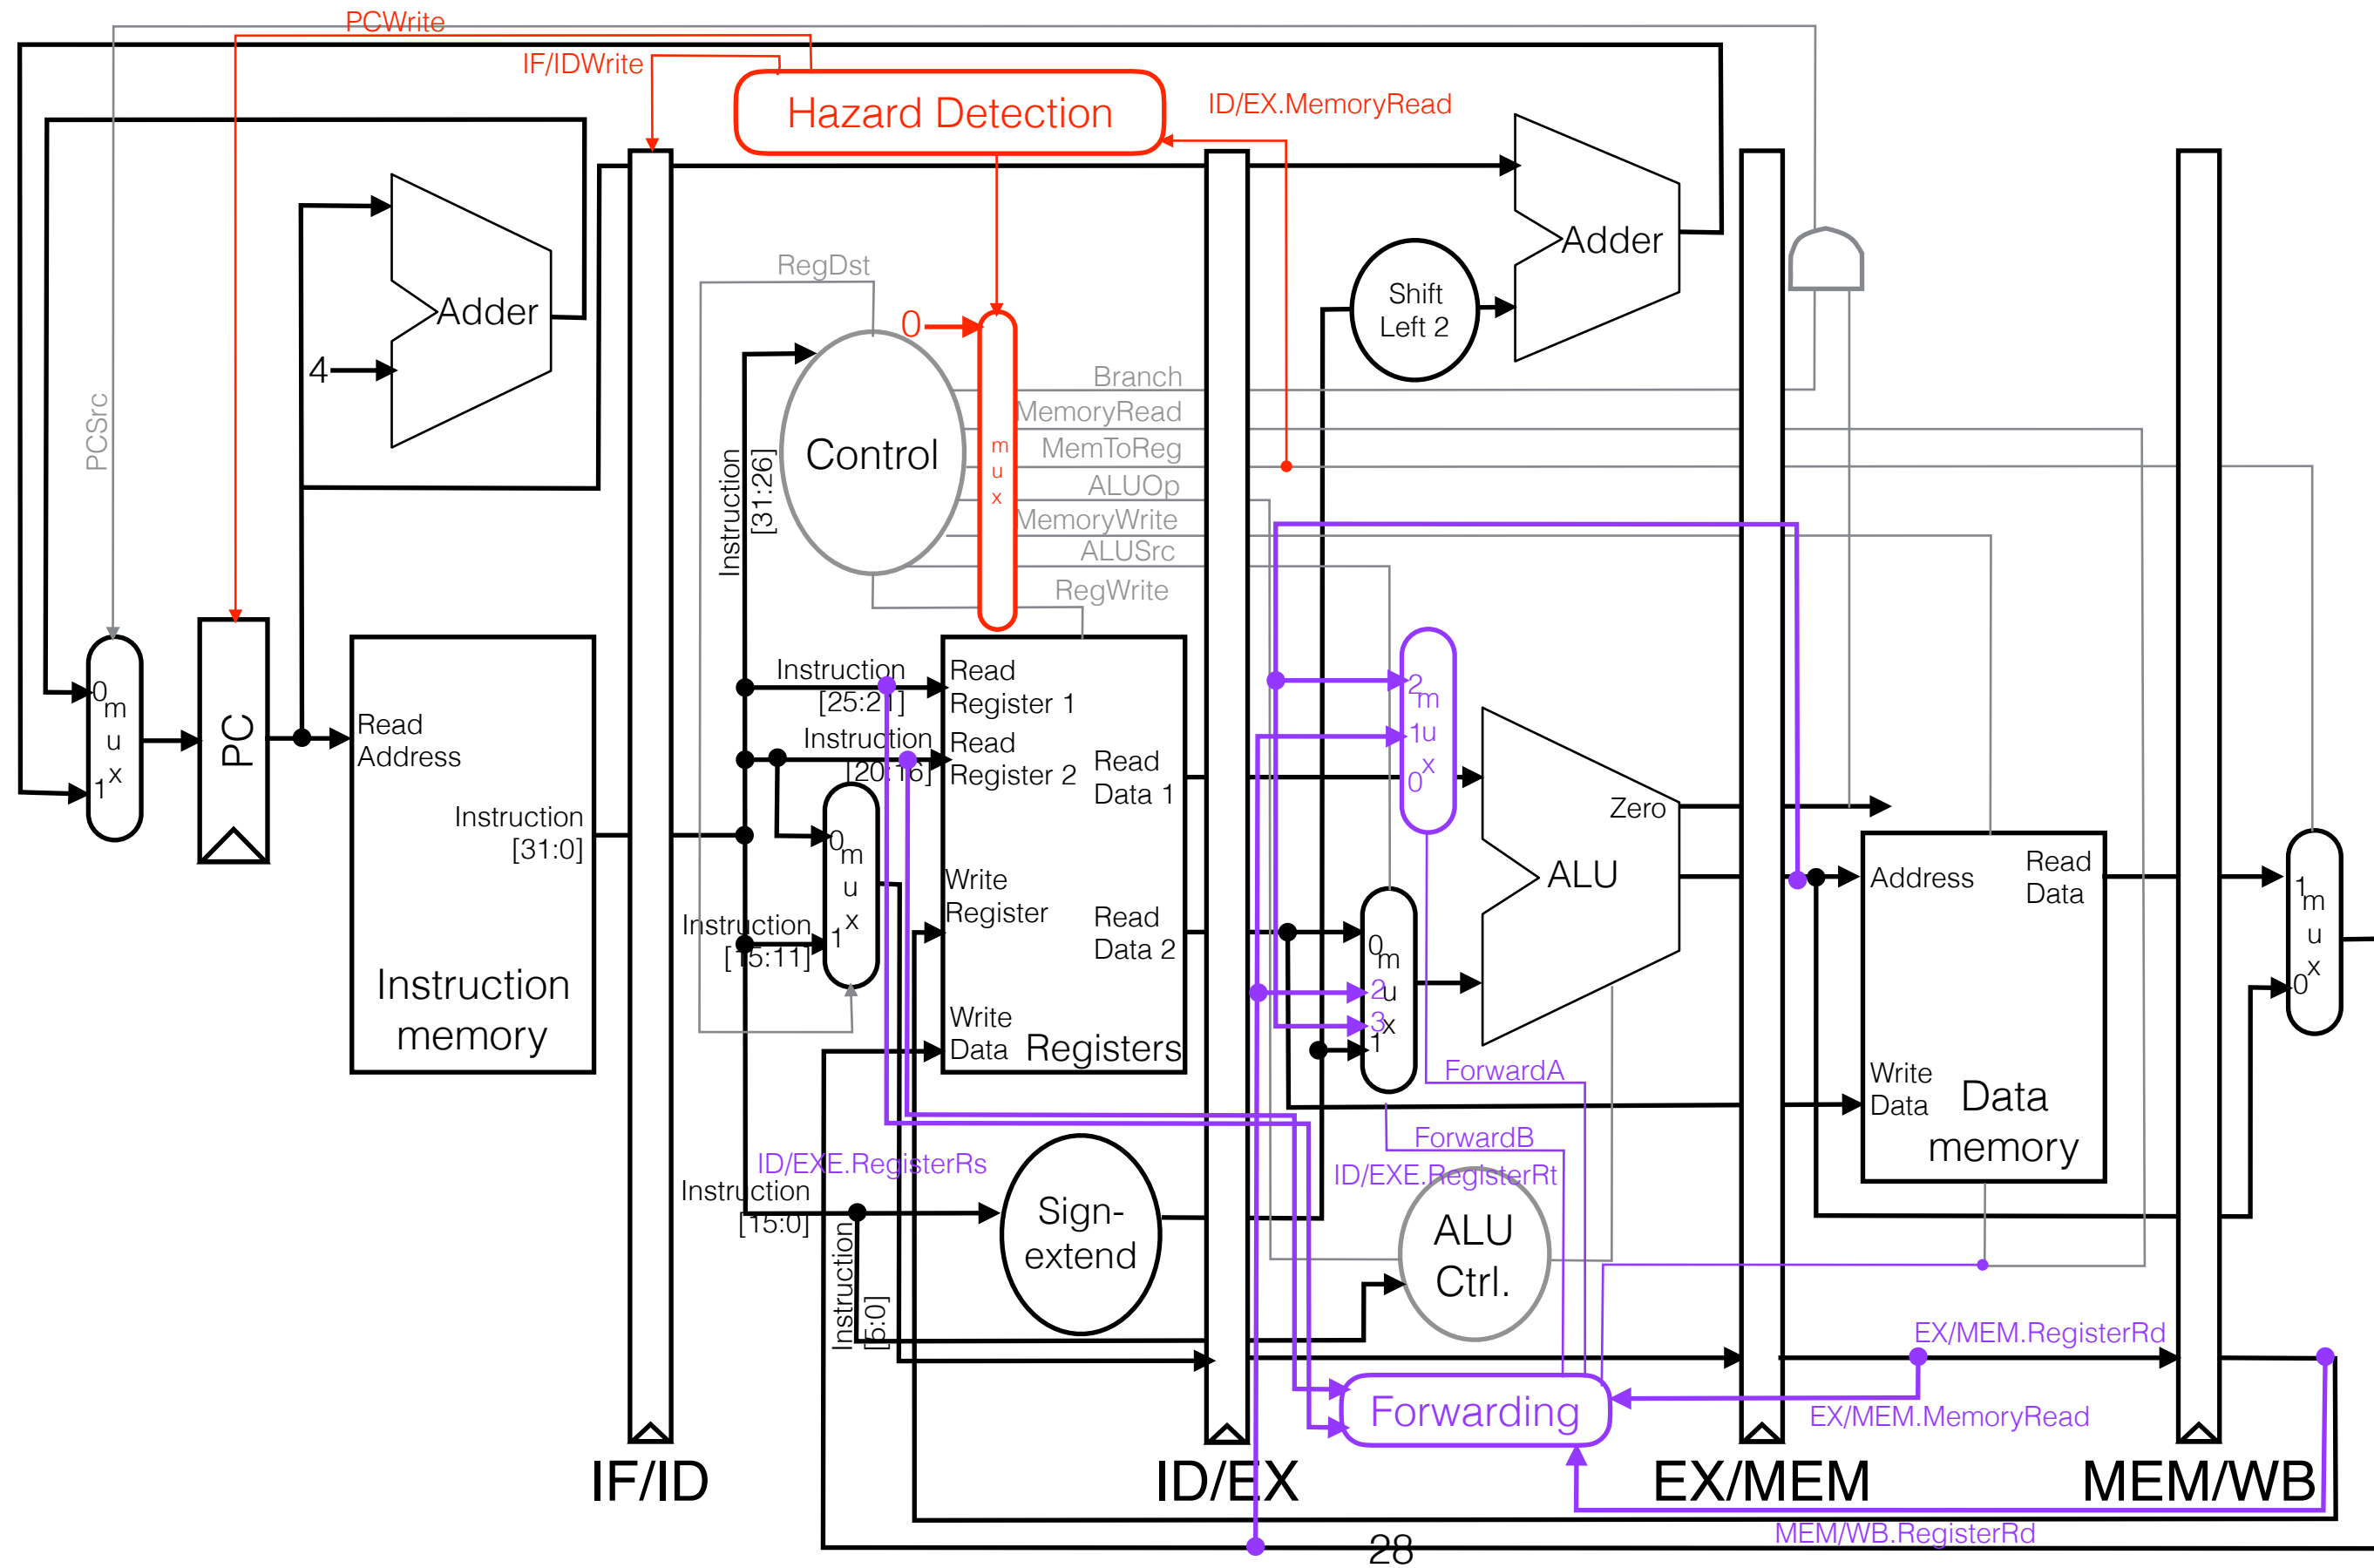 PCWrite
IF/IDWrite
Hazard Detection
ID/EX.MemoryRead
Adder
4
PCSrc
RegDst
0
Control
m
u
x
Instruction
[31:26]
Branch
MemoryRead
MemToReg
ALUOp
MemoryWrite
ALUSrc
RegWrite
Shift
Left 2
Adder
0
m
u
x
1
PC
Read
Address
Instruction
[31:0]
Instruction
memory
Instruction
[25:21]
Instruction
[20:16]
Instruction
[15:11]
0
m
u
x
1
Read
Register 1
Read
Register 2
Write
Register
Write
Data
Read
Data 1
Read
Data 2
Registers
2
m
1u
x
0
0
m
2u
3x
1
Zero
ALU
ForwardA
ForwardB
ID/EXE.RegisterRs
ID/EXE.RegisterRt
Instruction
[15:0]
Instruction
[5:0]
Sign-
extend
ALU
Ctrl.
Address
Read
Data
Write
Data
Data
memory
1
m
u
x
0
Forwarding
EX/MEM.RegisterRd
EX/MEM.MemoryRead
MEM/WB.RegisterRd
IF/ID
ID/EX
EX/MEM
MEM/WB
28